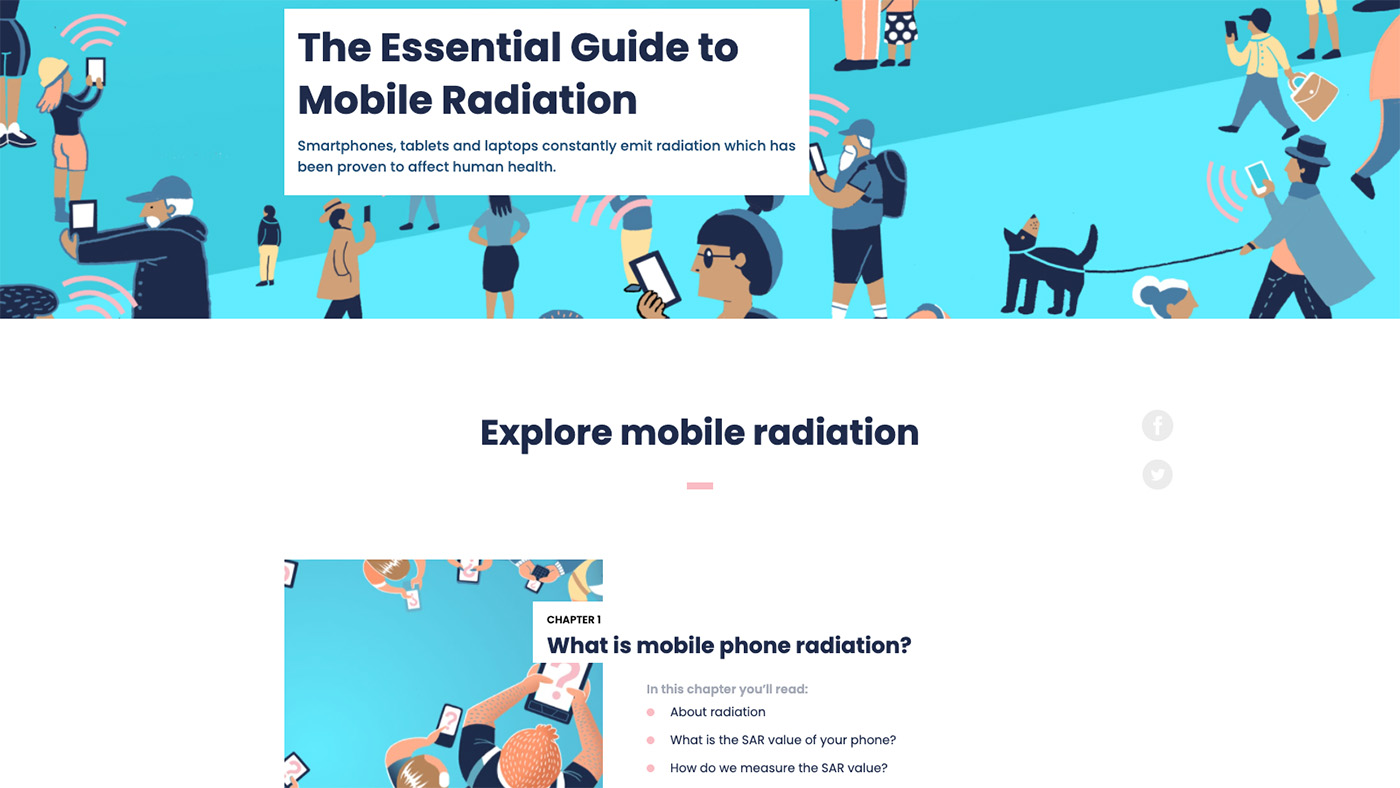 The Essential Guide to
Mobile Radiation
Smartphones, tablets and laptops constantly emit radiation which has
been proven to affect human health.
Explore mobile radiation
CHAPTER 1
What is mobile phone radiation?
In this chapter you'll read:
About radiation
What is the SAR value of your phone?
How do we measure the SAR value?